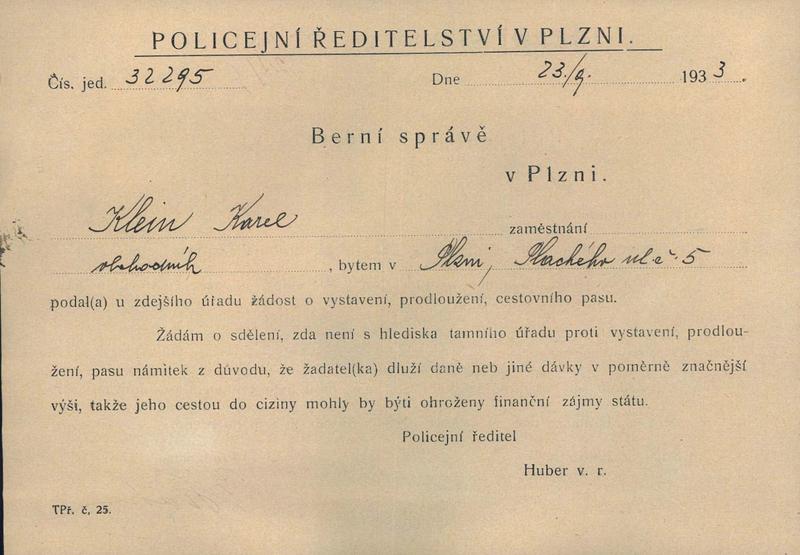 POLICEJNÍ ŘEDITELSTVÍ V PLZNI.
Čís. jed. 32295 Dne 23./9. 1933.
Berní správě
v Plzni.
Klein Karel zaměstnání
obchodník, bytem v Plzni, Plachého ul č. 5
podal(a) u zdejšího úřadu žádost o vystavení, prodloužení, cestovního pasu.
Žádám o sdělení, zda není s hlediska tamního úřadu proti vystavení, prodlou-
žení, pasu námitek z důvodu, že žadatel(ka) dluží daně neb jiné dávky v poměrně značnější
výši, takže jeho cestou do ciziny mohly by býti ohroženy finanční zájmy státu.
Policejní ředitel
Huber v. r.
TPř. č, 25.